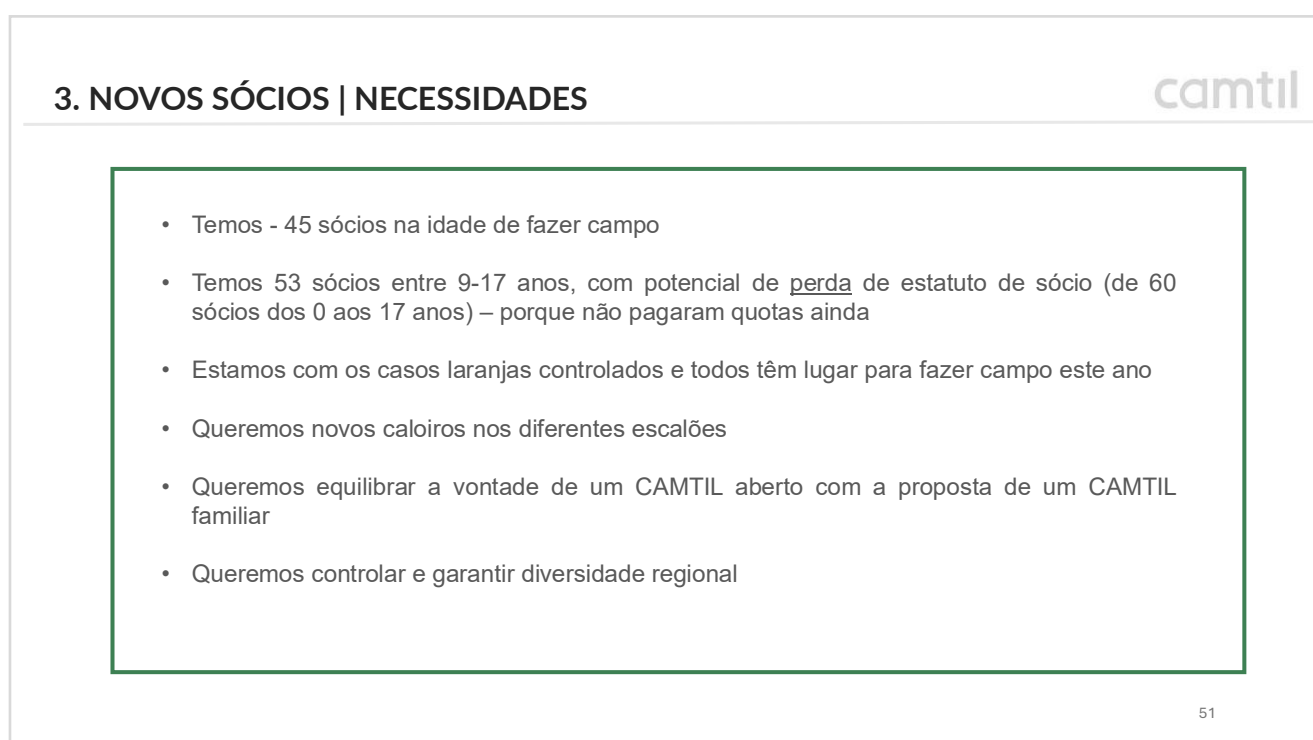 3. NOVOS SÓCIOS | NECESSIDADES
camtil
• Temos - 45 sócios na idade de fazer campo
• Temos 53 sócios entre 9-17 anos, com potencial de perda de estatuto de sócio (de 60
sócios dos 0 aos 17 anos) – porque não pagaram quotas ainda
• Estamos com os casos laranjas controlados e todos têm lugar para fazer campo este ano
• Queremos novos caloiros nos diferentes escalões
• Queremos equilibrar a vontade de um CAMTIL aberto com a proposta de um CAMTIL
familiar
• Queremos controlar e garantir diversidade regional
51